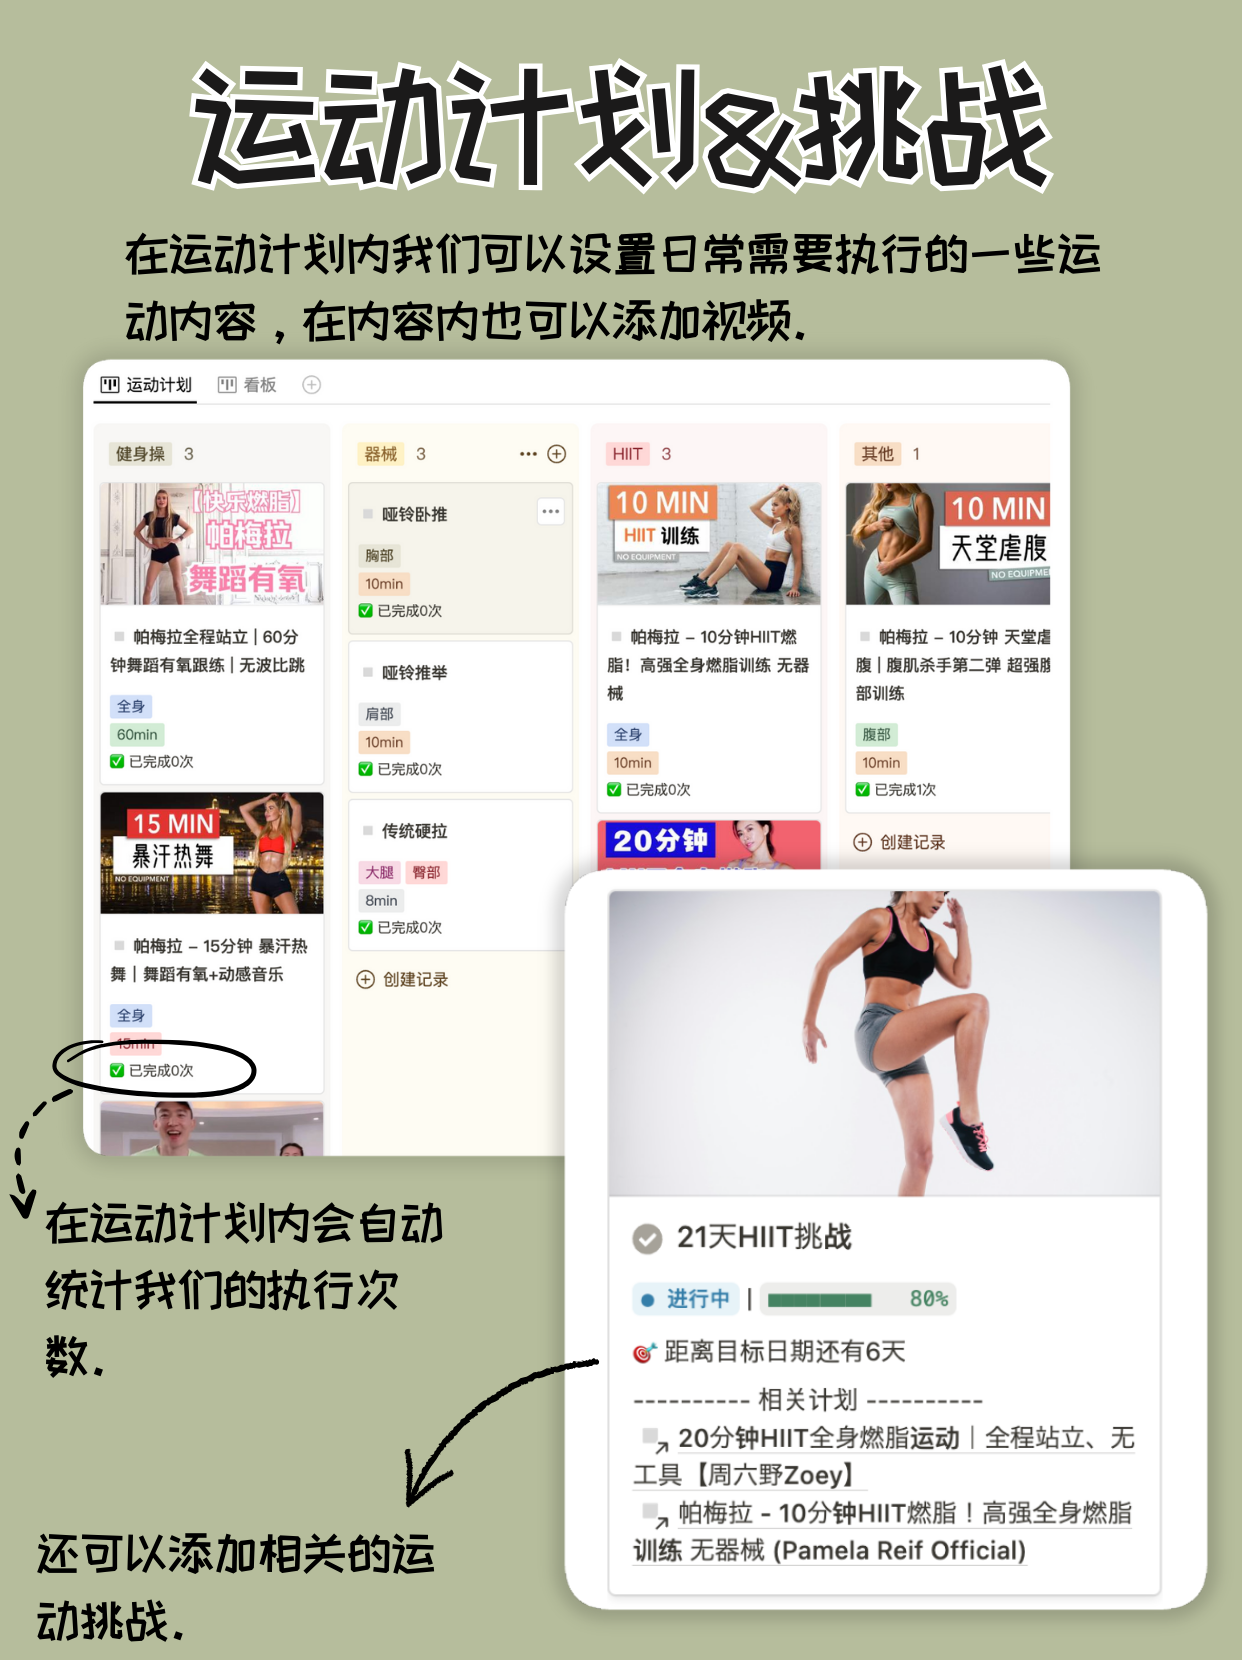 运动计划&挑战
在运动计划内我们可以设置日常需要执行的一些运
动内容，在内容内也可以添加视频.
运动计划 看板
健身操 3
【快乐燃脂】
帕梅拉
舞蹈有氧
帕梅拉全程站立 | 60分
钟舞蹈有氧跟练 | 无波比跳
全身
60min
✅ 已完成0次
15 MIN
暴汗热舞
NO EQUIPMENT
帕梅拉 – 15分钟 暴汗热
舞 | 舞蹈有氧+动感音乐
全身
15min
✅ 已完成0次
器械 3
哑铃卧推
胸部
10min
✅ 已完成0次
哑铃推举
肩部
10min
✅ 已完成0次
传统硬拉
大腿 臀部
8min
✅ 已完成0次
创建记录
HIIT 3
10 MIN
HIIT 训练
NO EQUIPMENT
帕梅拉 – 10分钟HIIT燃
脂！高强全身燃脂训练 无器
械
全身
10min
✅ 已完成0次
20分钟
其他 1
10 MIN
天堂虐腹
NO EQUIPME
帕梅拉 – 10分钟 天堂虐
腹 | 腹肌杀手第二弹 超强腹
部训练
腹部
10min
✅ 已完成1次
创建记录
21天HIIT挑战
进行中 | 80%
🎯 距离目标日期还有6天
---------- 相关计划 ----------
20分钟HIIT全身燃脂运动｜全程站立、无
工具【周六野Zoey】
帕梅拉 - 10分钟HIIT燃脂！高强全身燃脂
训练 无器械 (Pamela Reif Official)
在运动计划内会自动
统计我们的执行次
数.
还可以添加相关的运
动挑战.